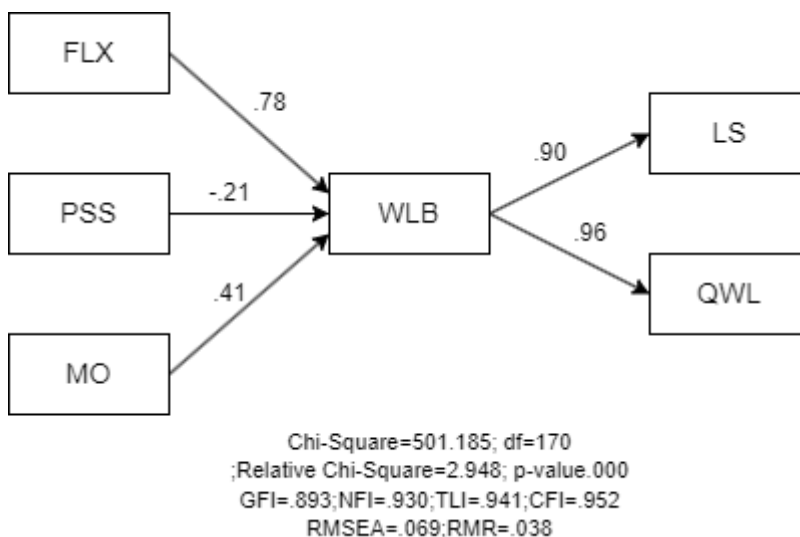 FLX
.78
PSS
-.21
MO
.41
WLB
.90
LS
.96
QWL
Chi-Square=501.185; df=170
;Relative Chi-Square=2.948; p-value.000
GFI=.893;NFI=.930;TLI=.941;CFI=.952
RMSEA=.069;RMR=.038